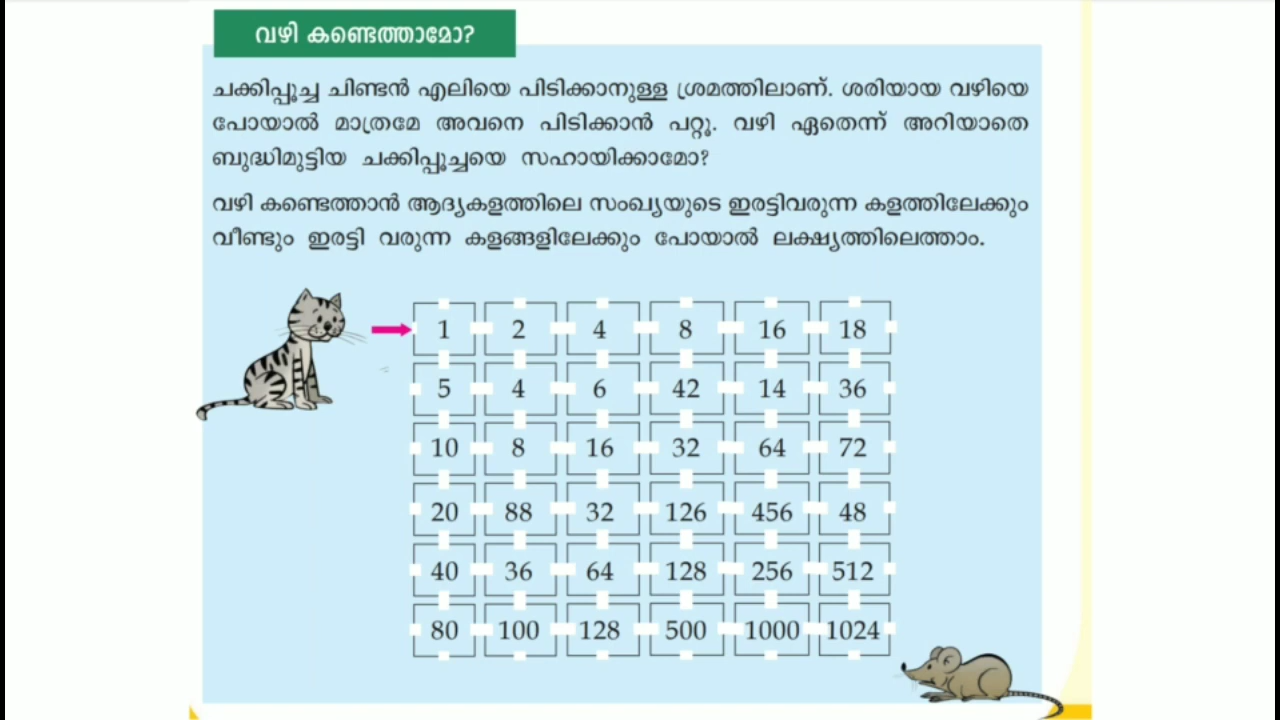 വഴി കണ്ടെത്താമോ?
ചക്കിപ്പൂച്ച ചിണ്ടൻ എലിയെ പിടിക്കാനുള്ള ശ്രമത്തിലാണ്. ശരിയായ വഴിയെ
പോയാൽ മാത്രമേ അവനെ പിടിക്കാൻ പറ്റൂ. വഴി ഏതെന്ന് അറിയാതെ
ബുദ്ധിമുട്ടിയ ചക്കിപ്പൂച്ചയെ സഹായിക്കാമോ?
വഴി കണ്ടെത്താൻ ആദ്യകളത്തിലെ സംഖ്യയുടെ ഇരട്ടിവരുന്ന കളത്തിലേക്കും
വീണ്ടും ഇരട്ടി വരുന്ന കളങ്ങളിലേക്കും പോയാൽ ലക്ഷ്യത്തിലെത്താം.
1 2 4 8 16 18
5 4 6 42 14 36
10 8 16 32 64 72
20 88 32 126 456 48
40 36 64 128 256 512
80 100 128 500 1000 1024